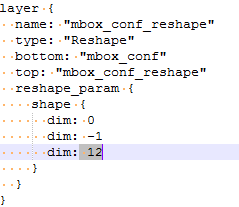 layer {
  name: "mbox_conf_reshape"
  type: "Reshape"
  bottom: "mbox_conf"
  top: "mbox_conf_reshape"
  reshape_param {
    shape {
      dim: 0
      dim: -1
      dim: 12
    }
  }
}